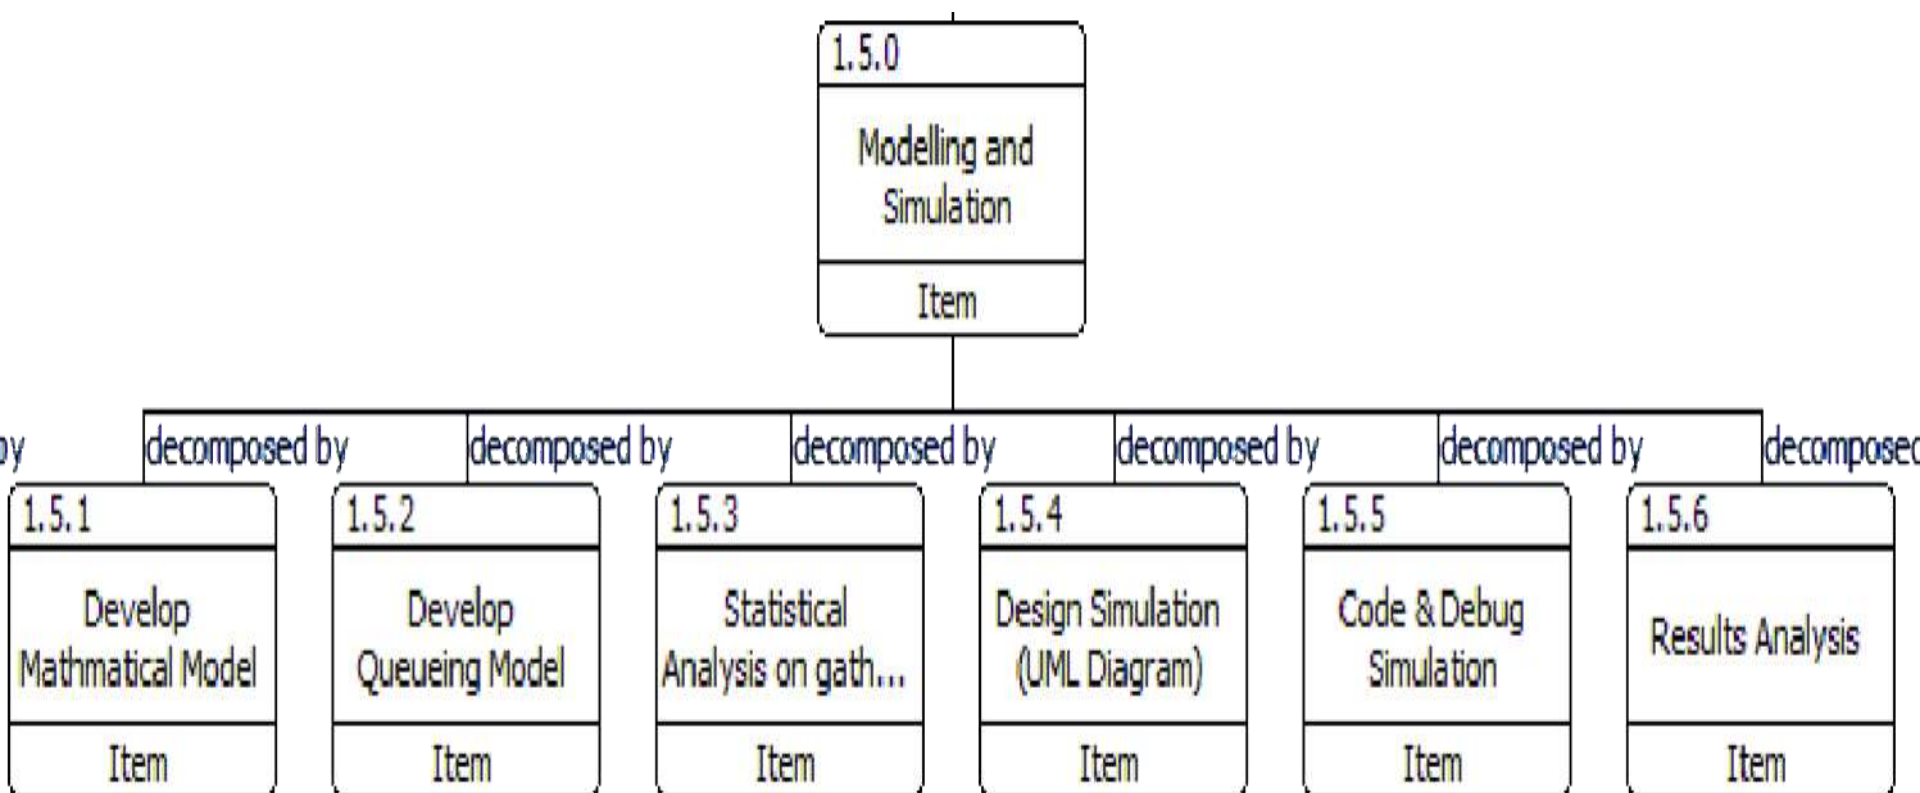 1.5.0
Modelling and
Simulation
Item
by
decomposed by
decomposed by
decomposed by
decomposed by
decomposed by
decomposed
1.5.1
Develop
Mathmatical Model
Item
1.5.2
Develop
Queueing Model
Item
1.5.3
Statistical
Analysis on gath...
Item
1.5.4
Design Simulation
(UML Diagram)
Item
1.5.5
Code & Debug
Simulation
Item
1.5.6
Results Analysis
Item